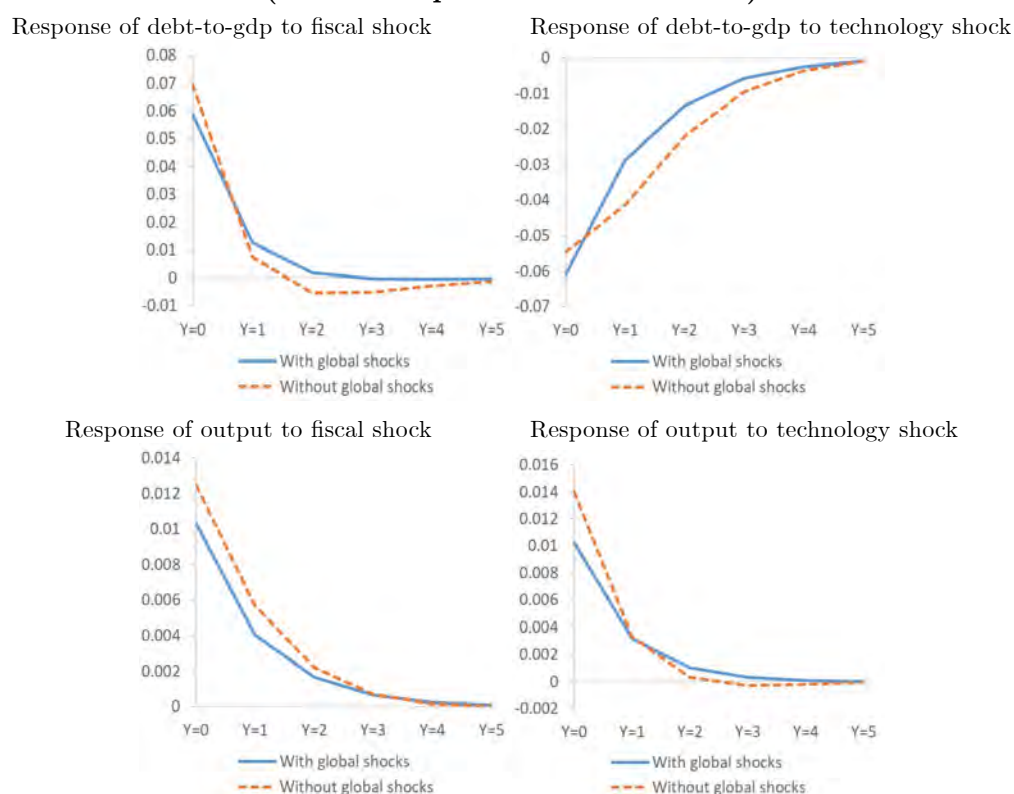 Response of debt-to-gdp to fiscal shock
0.08
0.07
0.06
0.05
0.04
0.03
0.02
0.01
0
-0.01
Y=0 Y=1 Y=2 Y=3 Y=4 Y=5
With global shocks
Without global shocks
Response of debt-to-gdp to technology shock
0
-0.01
-0.02
-0.03
-0.04
-0.05
-0.06
-0.07
Y=0 Y=1 Y=2 Y=3 Y=4 Y=5
With global shocks
Without global shocks
Response of output to fiscal shock
0.014
0.012
0.01
0.008
0.006
0.004
0.002
0
Y=0 Y=1 Y=2 Y=3 Y=4 Y=5
With global shocks
Without global shocks
Response of output to technology shock
0.016
0.014
0.012
0.01
0.008
0.006
0.004
0.002
0
-0.002
Y=0 Y=1 Y=2 Y=3 Y=4 Y=5
With global shocks
Without global shocks